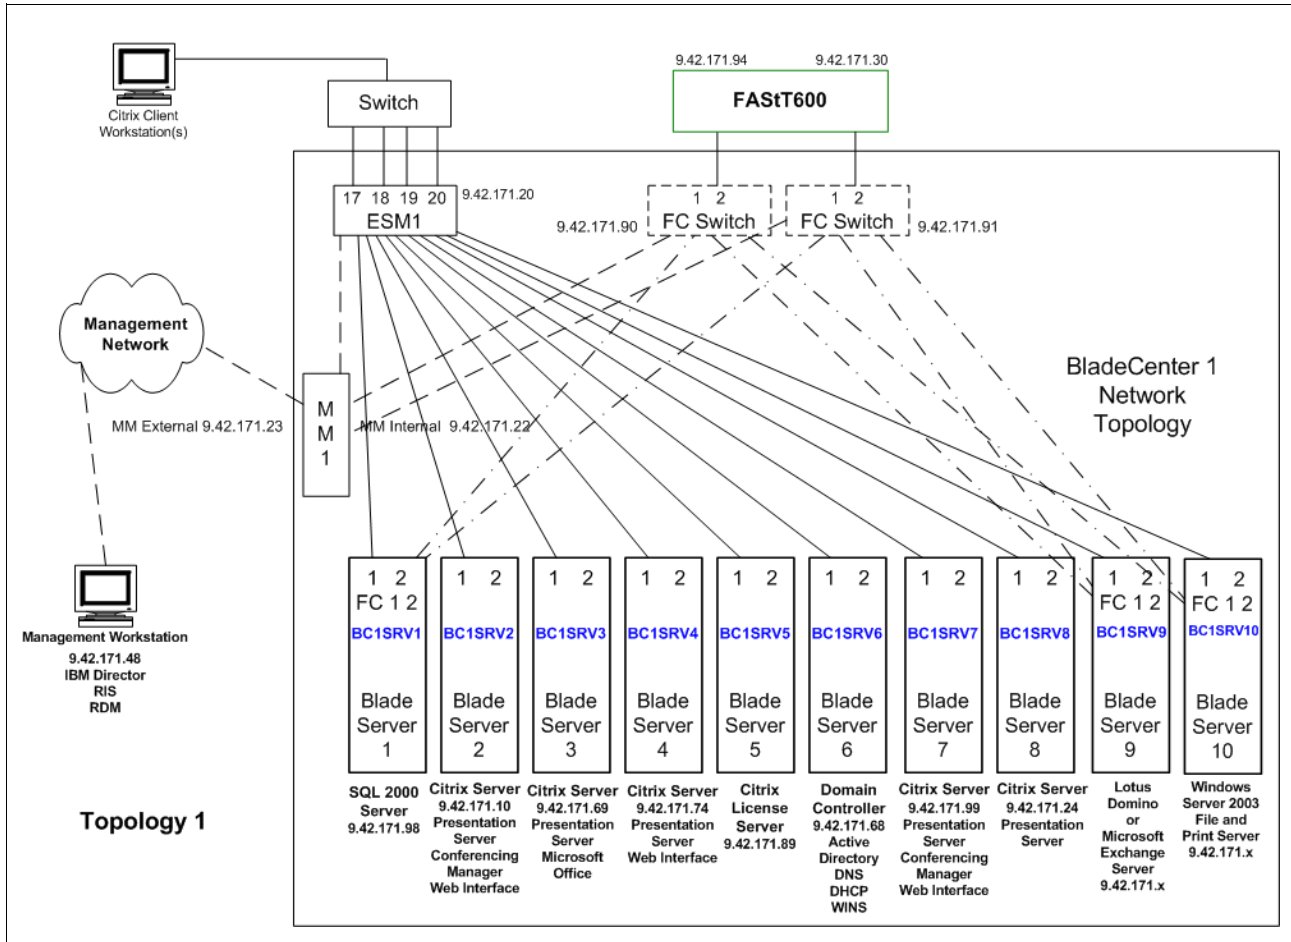 9.42.171.94
9.42.171.30
FAStT600
Citrix Client
Workstation(s)
Switch
17 18 19 20
ESM1
9.42.171.20
9.42.171.90
1 2
FC Switch
1 2
FC Switch
9.42.171.91
Management
Network
BladeCenter 1
Network
Topology
MM External 9.42.171.23
M
M
1
MM Internal 9.42.171.22
Management Workstation
9.42.171.48
IBM Director
RIS
RDM
1 2
FC 1 2
BC1SRV1
Blade
Server
1
SQL 2000
Server
9.42.171.98
1 2
BC1SRV2
Blade
Server
2
Citrix Server
9.42.171.10
Presentation
Server
Conferencing
Manager
Web Interface
1 2
BC1SRV3
Blade
Server
3
Citrix Server
9.42.171.69
Presentation
Server
Microsoft
Office
1 2
BC1SRV4
Blade
Server
4
Citrix Server
9.42.171.74
Presentation
Server
Web Interface
1 2
BC1SRV5
Blade
Server
5
Citrix
License
Server
9.42.171.89
1 2
BC1SRV6
Blade
Server
6
Domain
Controller
9.42.171.68
Active
Directory
DNS
DHCP
WINS
1 2
BC1SRV7
Blade
Server
7
Citrix Server
9.42.171.99
Presentation
Server
Conferencing
Manager
Web Interface
1 2
BC1SRV8
Blade
Server
8
Citrix Server
9.42.171.24
Presentation
Server
1 2
FC 1 2
BC1SRV9
Blade
Server
9
Lotus
Domino
or
Microsoft
Exchange
Server
9.42.171.x
1 2
FC 1 2
BC1SRV10
Blade
Server
10
Windows
Server 2003
File and
Print Server
9.42.171.x
Topology 1